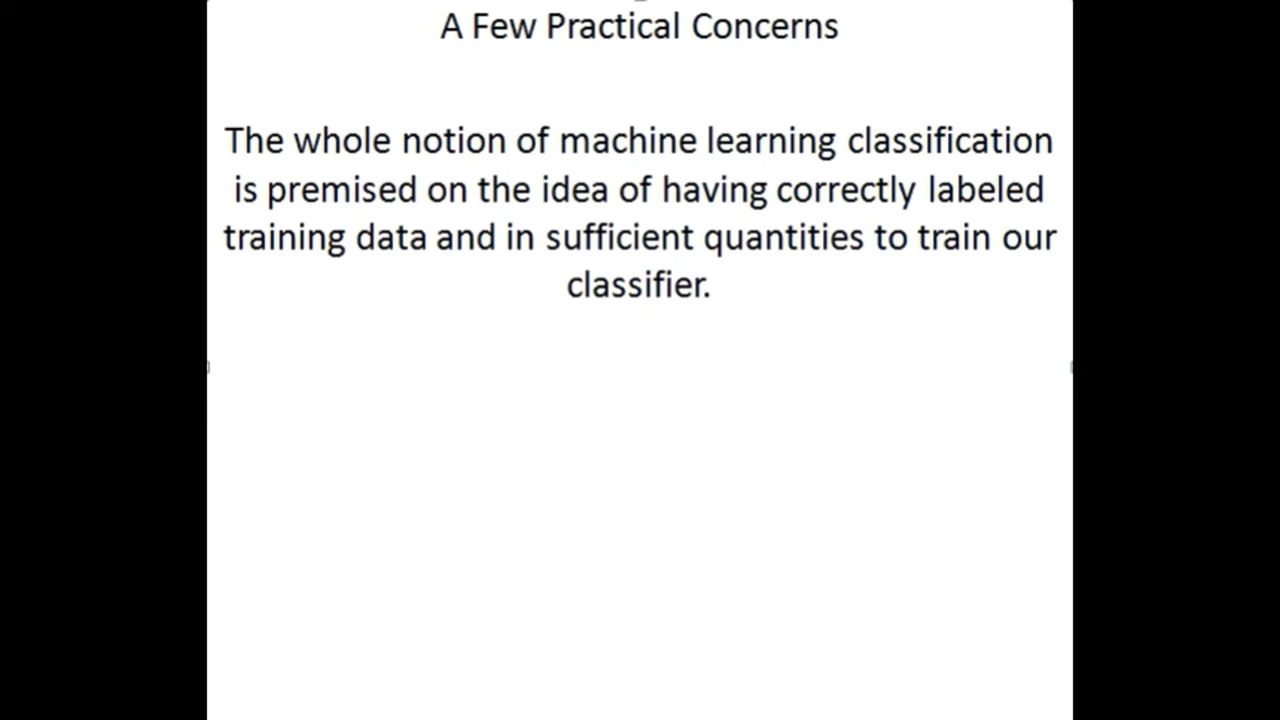 A Few Practical Concerns
The whole notion of machine learning classification
is premised on the idea of having correctly labeled
training data and in sufficient quantities to train our
classifier.